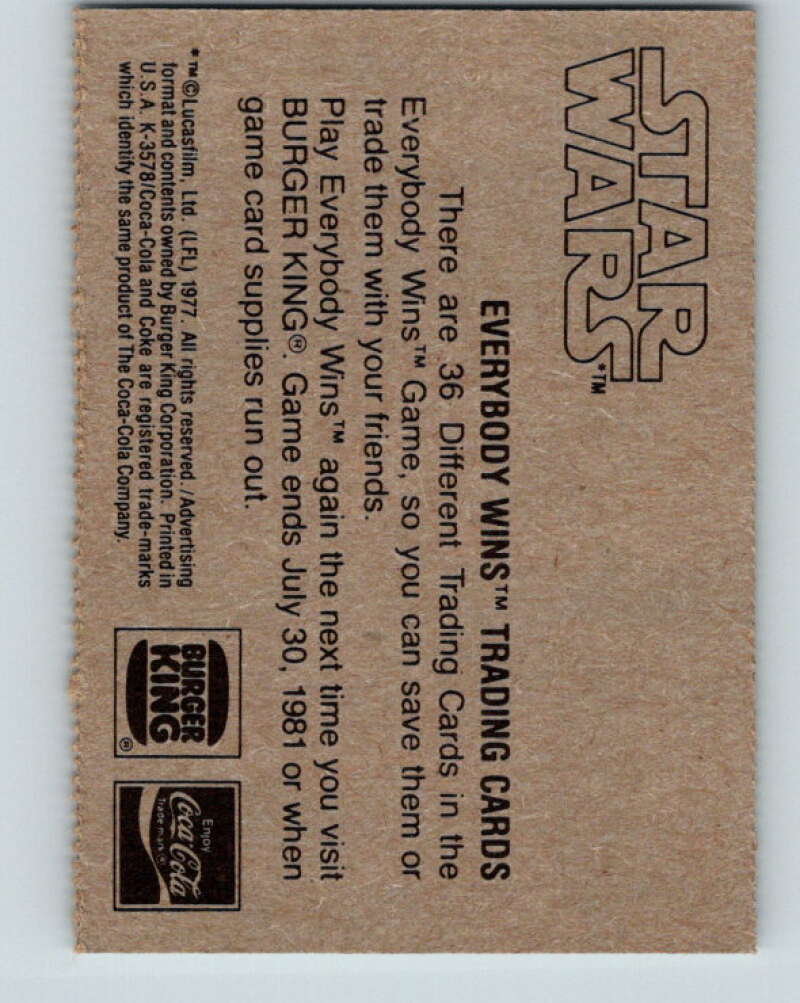 STAR
WARS*™
EVERYBODY WINS™ TRADING CARDS
There are 36 Different Trading Cards in the
Everybody Wins™ Game, so you can save them or
trade them with your friends.
Play Everybody Wins™ again the next time you visit
BURGER KING®. Game ends July 30, 1981 or when
game card supplies run out.
*™©Lucasfilm, Ltd. (LFL) 1977. All rights reserved./Advertising
format and contents owned by Burger King Corporation. Printed in
U.S.A. K-3578/Coca-Cola and Coke are registered trade-marks
which identify the same product of The Coca-Cola Company.
BURGER
KING®
Enjoy
Coca-Cola
Trade mark®